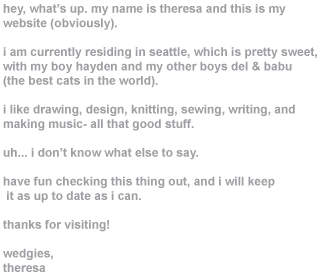 hey, what's up. my name is theresa and this is my
website (obviously).
i am currently residing in seattle, which is pretty sweet,
with my boy hayden and my other boys del & babu
(the best cats in the world).
i like drawing, design, knitting, sewing, writing, and
making music- all that good stuff.
uh... i don't know what else to say.
have fun checking this thing out, and i will keep
it as up to date as i can.
thanks for visiting!
wedgies,
theresa